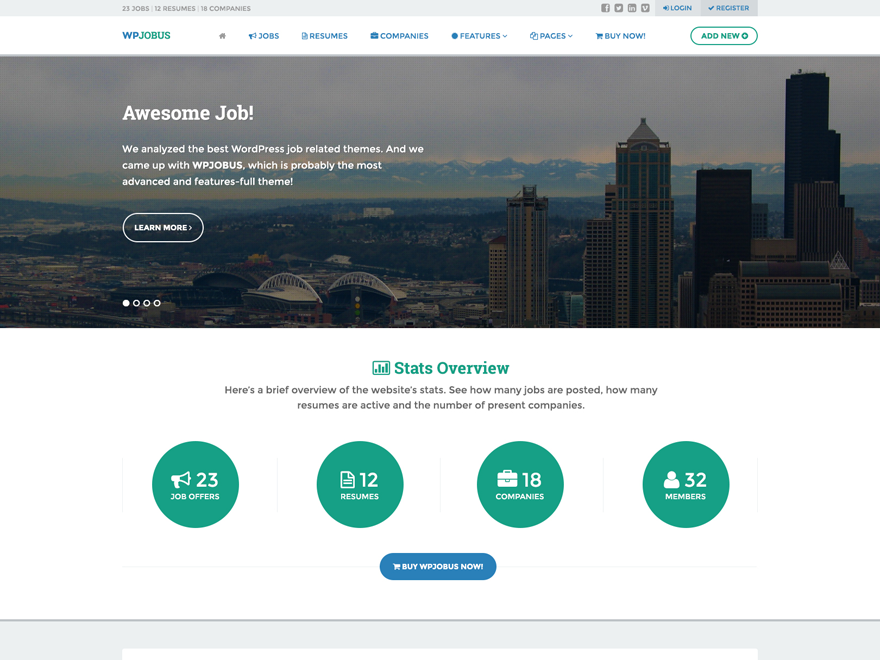 23 JOBS | 12 RESUMES | 18 COMPANIES
LOGIN
REGISTER
WPJOBUS
JOBS
RESUMES
COMPANIES
FEATURES
PAGES
BUY NOW!
ADD NEW
Awesome Job!
We analyzed the best WordPress job related themes. And we
came up with WPJOBUS, which is probably the most
advanced and features-full theme!
LEARN MORE ›
Stats Overview
Here's a brief overview of the website's stats. See how many jobs are posted, how many
resumes are active and the number of present companies.
23
JOB OFFERS
12
RESUMES
18
COMPANIES
32
MEMBERS
BUY WPJOBUS NOW!